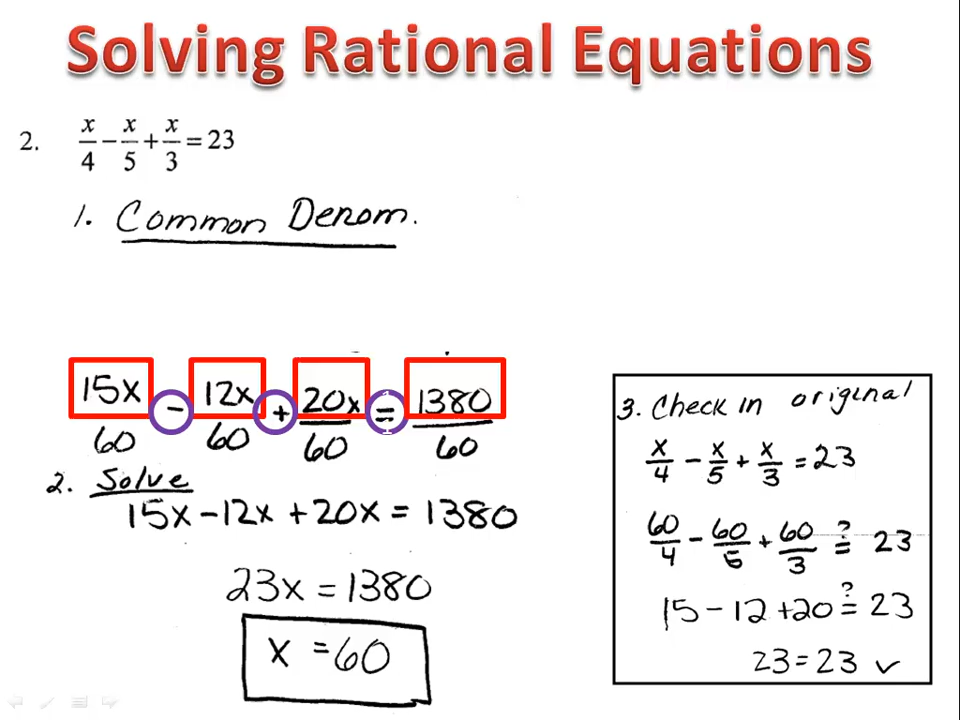 Solving Rational Equations
2. x/4 − x/5 + x/3 = 23
1. Common Denom.
15x/60 − 12x/60 + 20x/60 = 1380/60
2. Solve
15x − 12x + 20x = 1380
23x = 1380
x = 60
3. Check in original
x/4 − x/5 + x/3 = 23
60/4 − 60/5 + 60/3 ≟ 23
15 − 12 + 20 ≟ 23
23 = 23 ✓